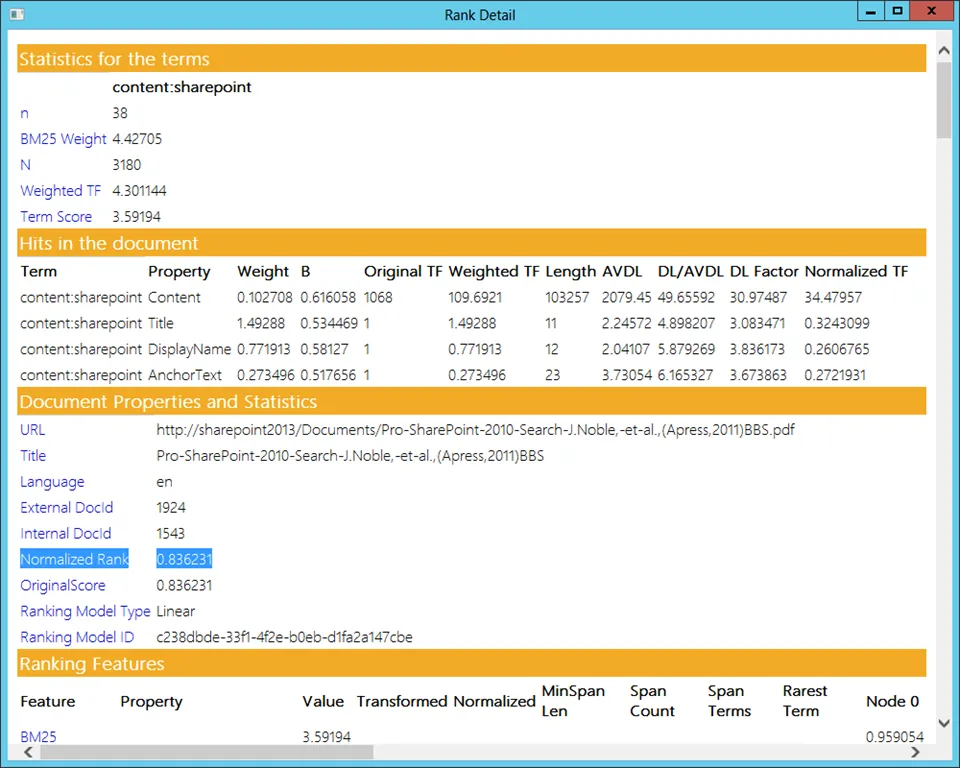 Rank Detail
Statistics for the terms
content:sharepoint
n 38
BM25 Weight 4.42705
N 3180
Weighted TF 4.301144
Term Score 3.59194
Hits in the document
Term Property Weight B Original TF Weighted TF Length AVDL DL/AVDL DL Factor Normalized TF
content:sharepoint Content 0.102708 0.616058 1068 109.6921 103257 2079.45 49.65592 30.97487 34.47957
content:sharepoint Title 1.49288 0.534469 1 1.49288 11 2.24572 4.898207 3.083471 0.3243099
content:sharepoint DisplayName 0.771913 0.58127 1 0.771913 12 2.04107 5.879269 3.836173 0.2606765
content:sharepoint AnchorText 0.273496 0.517656 1 0.273496 23 3.73054 6.165327 3.673863 0.2721931
Document Properties and Statistics
URL http://sharepoint2013/Documents/Pro-SharePoint-2010-Search-J.Noble,-et-al.,(Apress,2011)BBS.pdf
Title Pro-SharePoint-2010-Search-J.Noble,-et-al.,(Apress,2011)BBS
Language en
External DocId 1924
Internal DocId 1543
Normalized Rank 0.836231
OriginalScore 0.836231
Ranking Model Type Linear
Ranking Model ID c238dbde-33f1-4f2e-b0eb-d1fa2a147cbe
Ranking Features
Feature Property Value Transformed Normalized MinSpan Len Span Count Span Terms Rarest Term Node 0
BM25 3.59194 0.959054